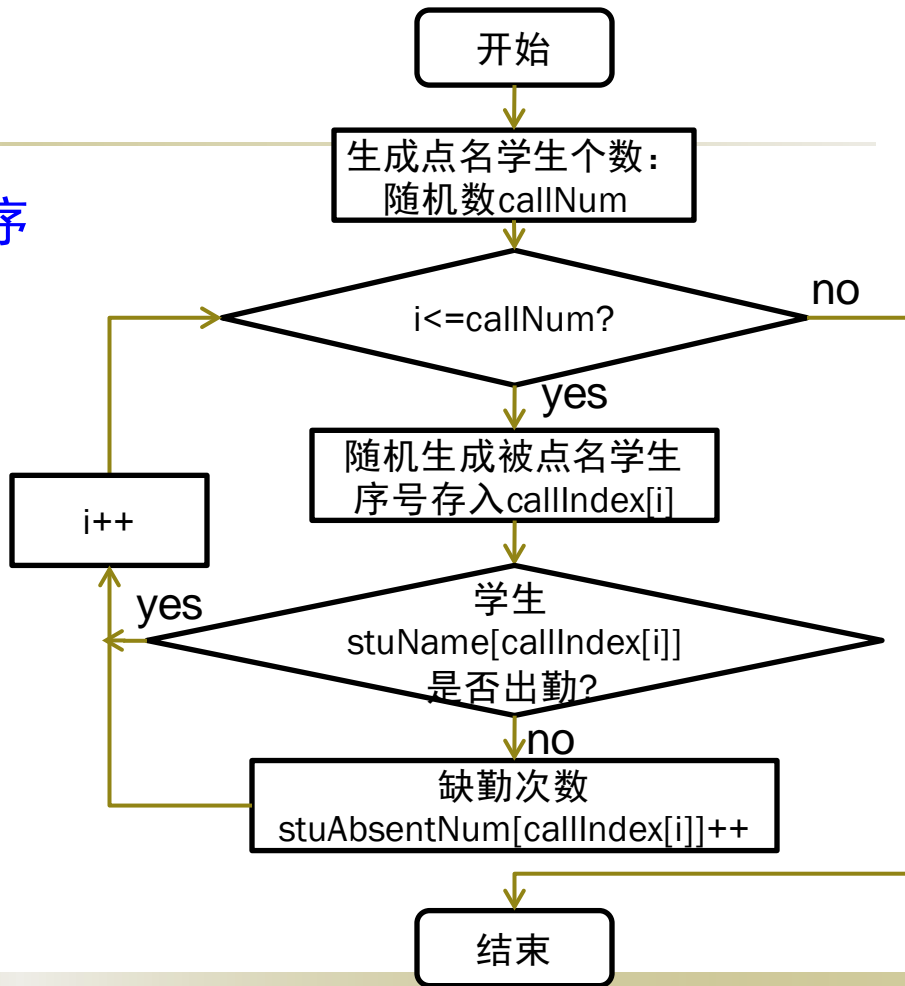 开始
生成点名学生个数：
随机数callNum
序
i<=callNum?
no
yes
随机生成被点名学生
序号存入callIndex[i]
i++
yes
学生
stuName[callIndex[i]]
是否出勤?
no
缺勤次数
stuAbsentNum[callIndex[i]]++
结束